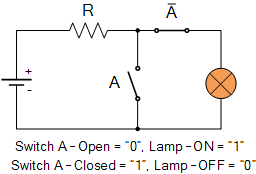 R
Ā
+
-
A
Switch A - Open = "0", Lamp - ON = "1"
Switch A - Closed = "1", Lamp - OFF = "0"